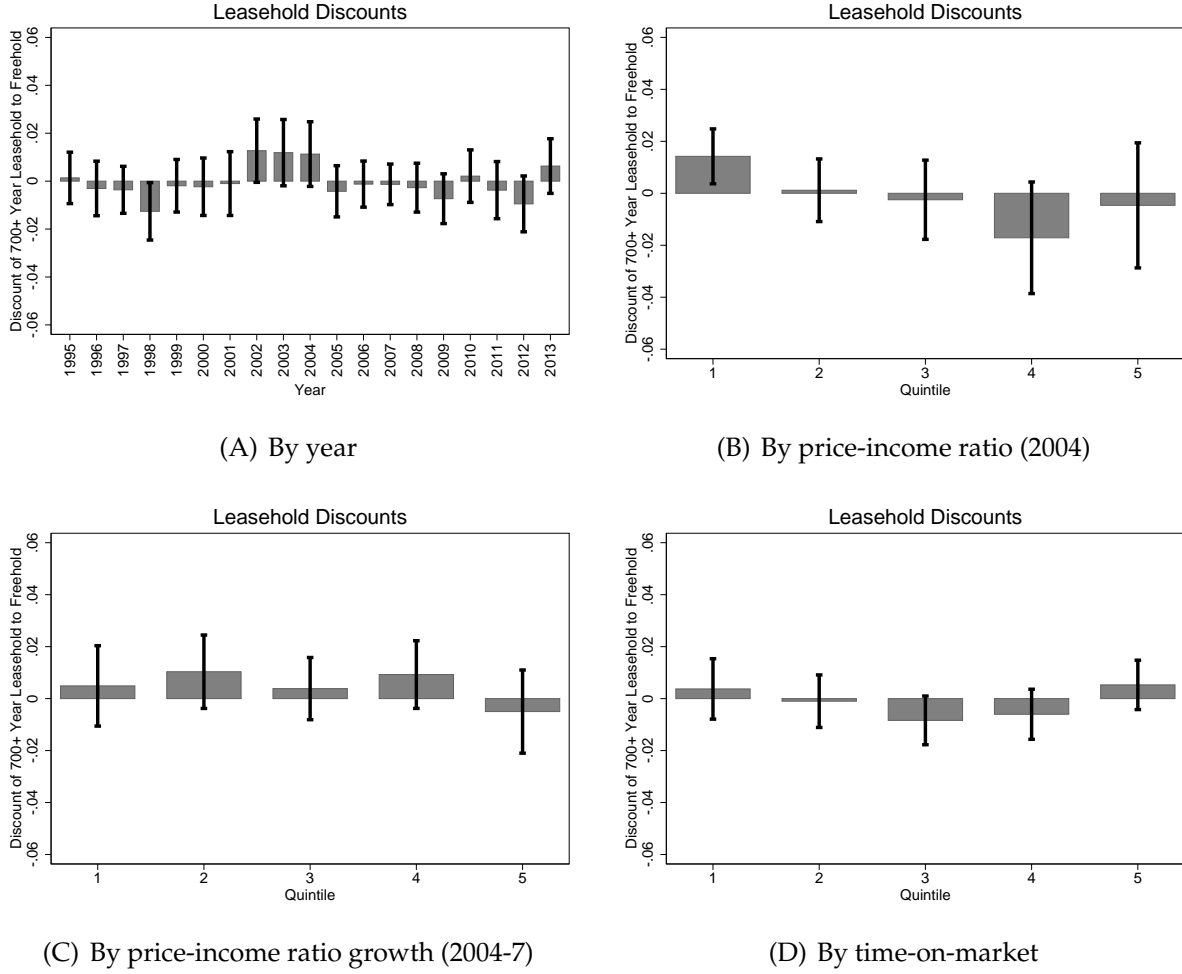 Leasehold Discounts
Discount of 700+ Year Leasehold to Freehold
.06
.04
.02
0
-.02
-.04
-.06
1995
1996
1997
1998
1999
2000
2001
2002
2003
2004
2005
2006
2007
2008
2009
2010
2011
2012
2013
Year
(A) By year
Leasehold Discounts
Discount of 700+ Year Leasehold to Freehold
.06
.04
.02
0
-.02
-.04
-.06
1 2 3 4 5
Quintile
(B) By price-income ratio (2004)
Leasehold Discounts
Discount of 700+ Year Leasehold to Freehold
.06
.04
.02
0
-.02
-.04
-.06
1 2 3 4 5
Quintile
(C) By price-income ratio growth (2004-7)
Leasehold Discounts
Discount of 700+ Year Leasehold to Freehold
.06
.04
.02
0
-.02
-.04
-.06
1 2 3 4 5
Quintile
(D) By time-on-market